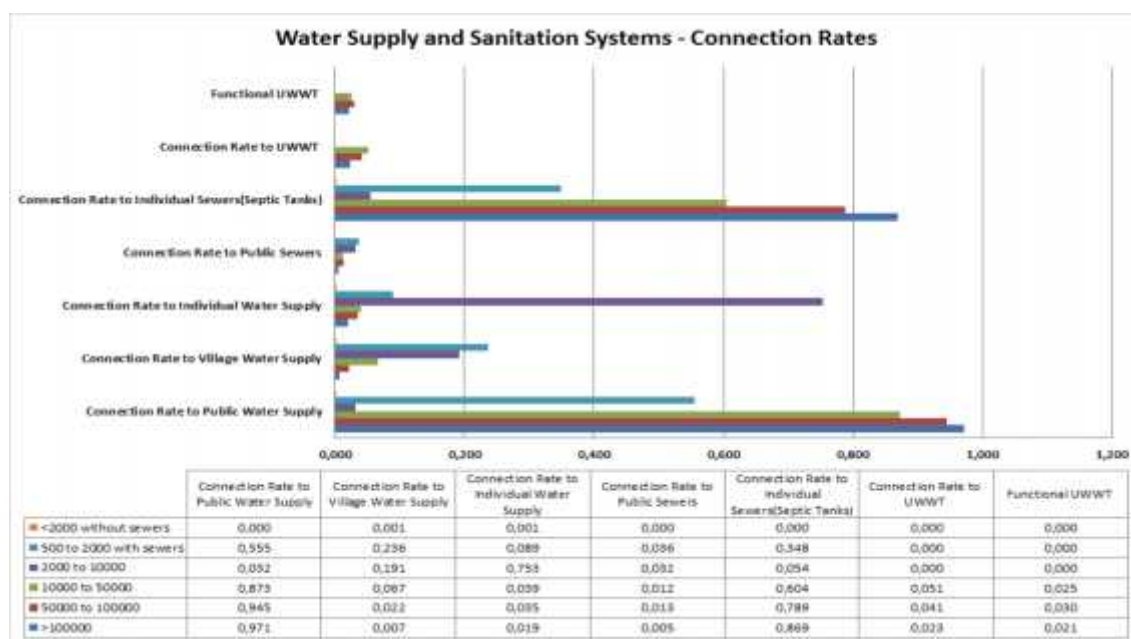 Water Supply and Sanitation Systems - Connection Rates
Functional UWWT
Connection Rate to UWWT
Connection Rate to Individual Sewers(Septic Tanks)
Connection Rate to Public Sewers
Connection Rate to Individual Water Supply
Connection Rate to Village Water Supply
Connection Rate to Public Water Supply
0,000 0,200 0,400 0,600 0,800 1,000 1,200
Connection Rate to Public Water Supply Connection Rate to Village Water Supply Connection Rate to Individual Water Supply Connection Rate to Public Sewers Connection Rate to Individual Sewers(Septic Tanks) Connection Rate to UWWT Functional UWWT
<2000 without sewers 0,000 0,001 0,001 0,000 0,000 0,000 0,000
500 to 2000 with sewers 0,555 0,236 0,089 0,036 0,348 0,000 0,000
2000 to 10000 0,032 0,191 0,753 0,032 0,054 0,000 0,000
10000 to 50000 0,873 0,067 0,039 0,012 0,604 0,051 0,025
50000 to 100000 0,945 0,022 0,035 0,013 0,789 0,041 0,030
>100000 0,971 0,007 0,019 0,005 0,869 0,023 0,021